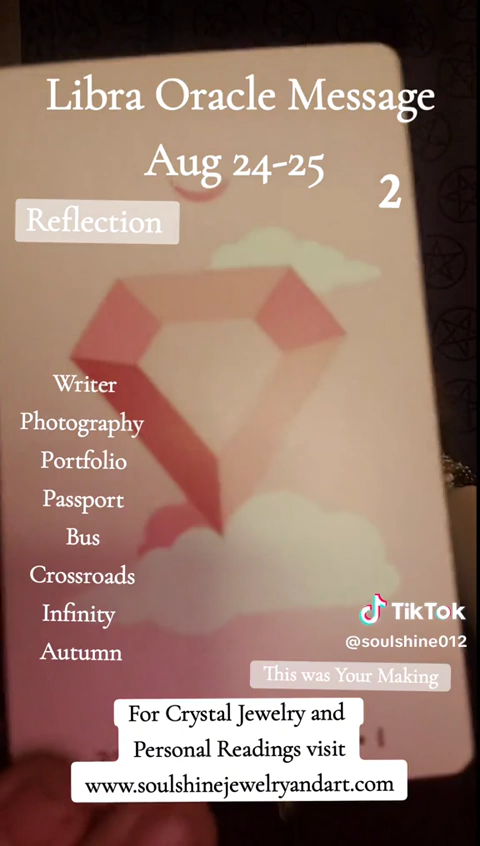 Libra Oracle Message
Aug 24-25
2
Reflection
Writer
Photography
Portfolio
Passport
Bus
Crossroads
Infinity
Autumn
TikTok
@soulshine012
This was Your Making
For Crystal Jewelry and
Personal Readings visit
www.soulshinejewelryandart.com